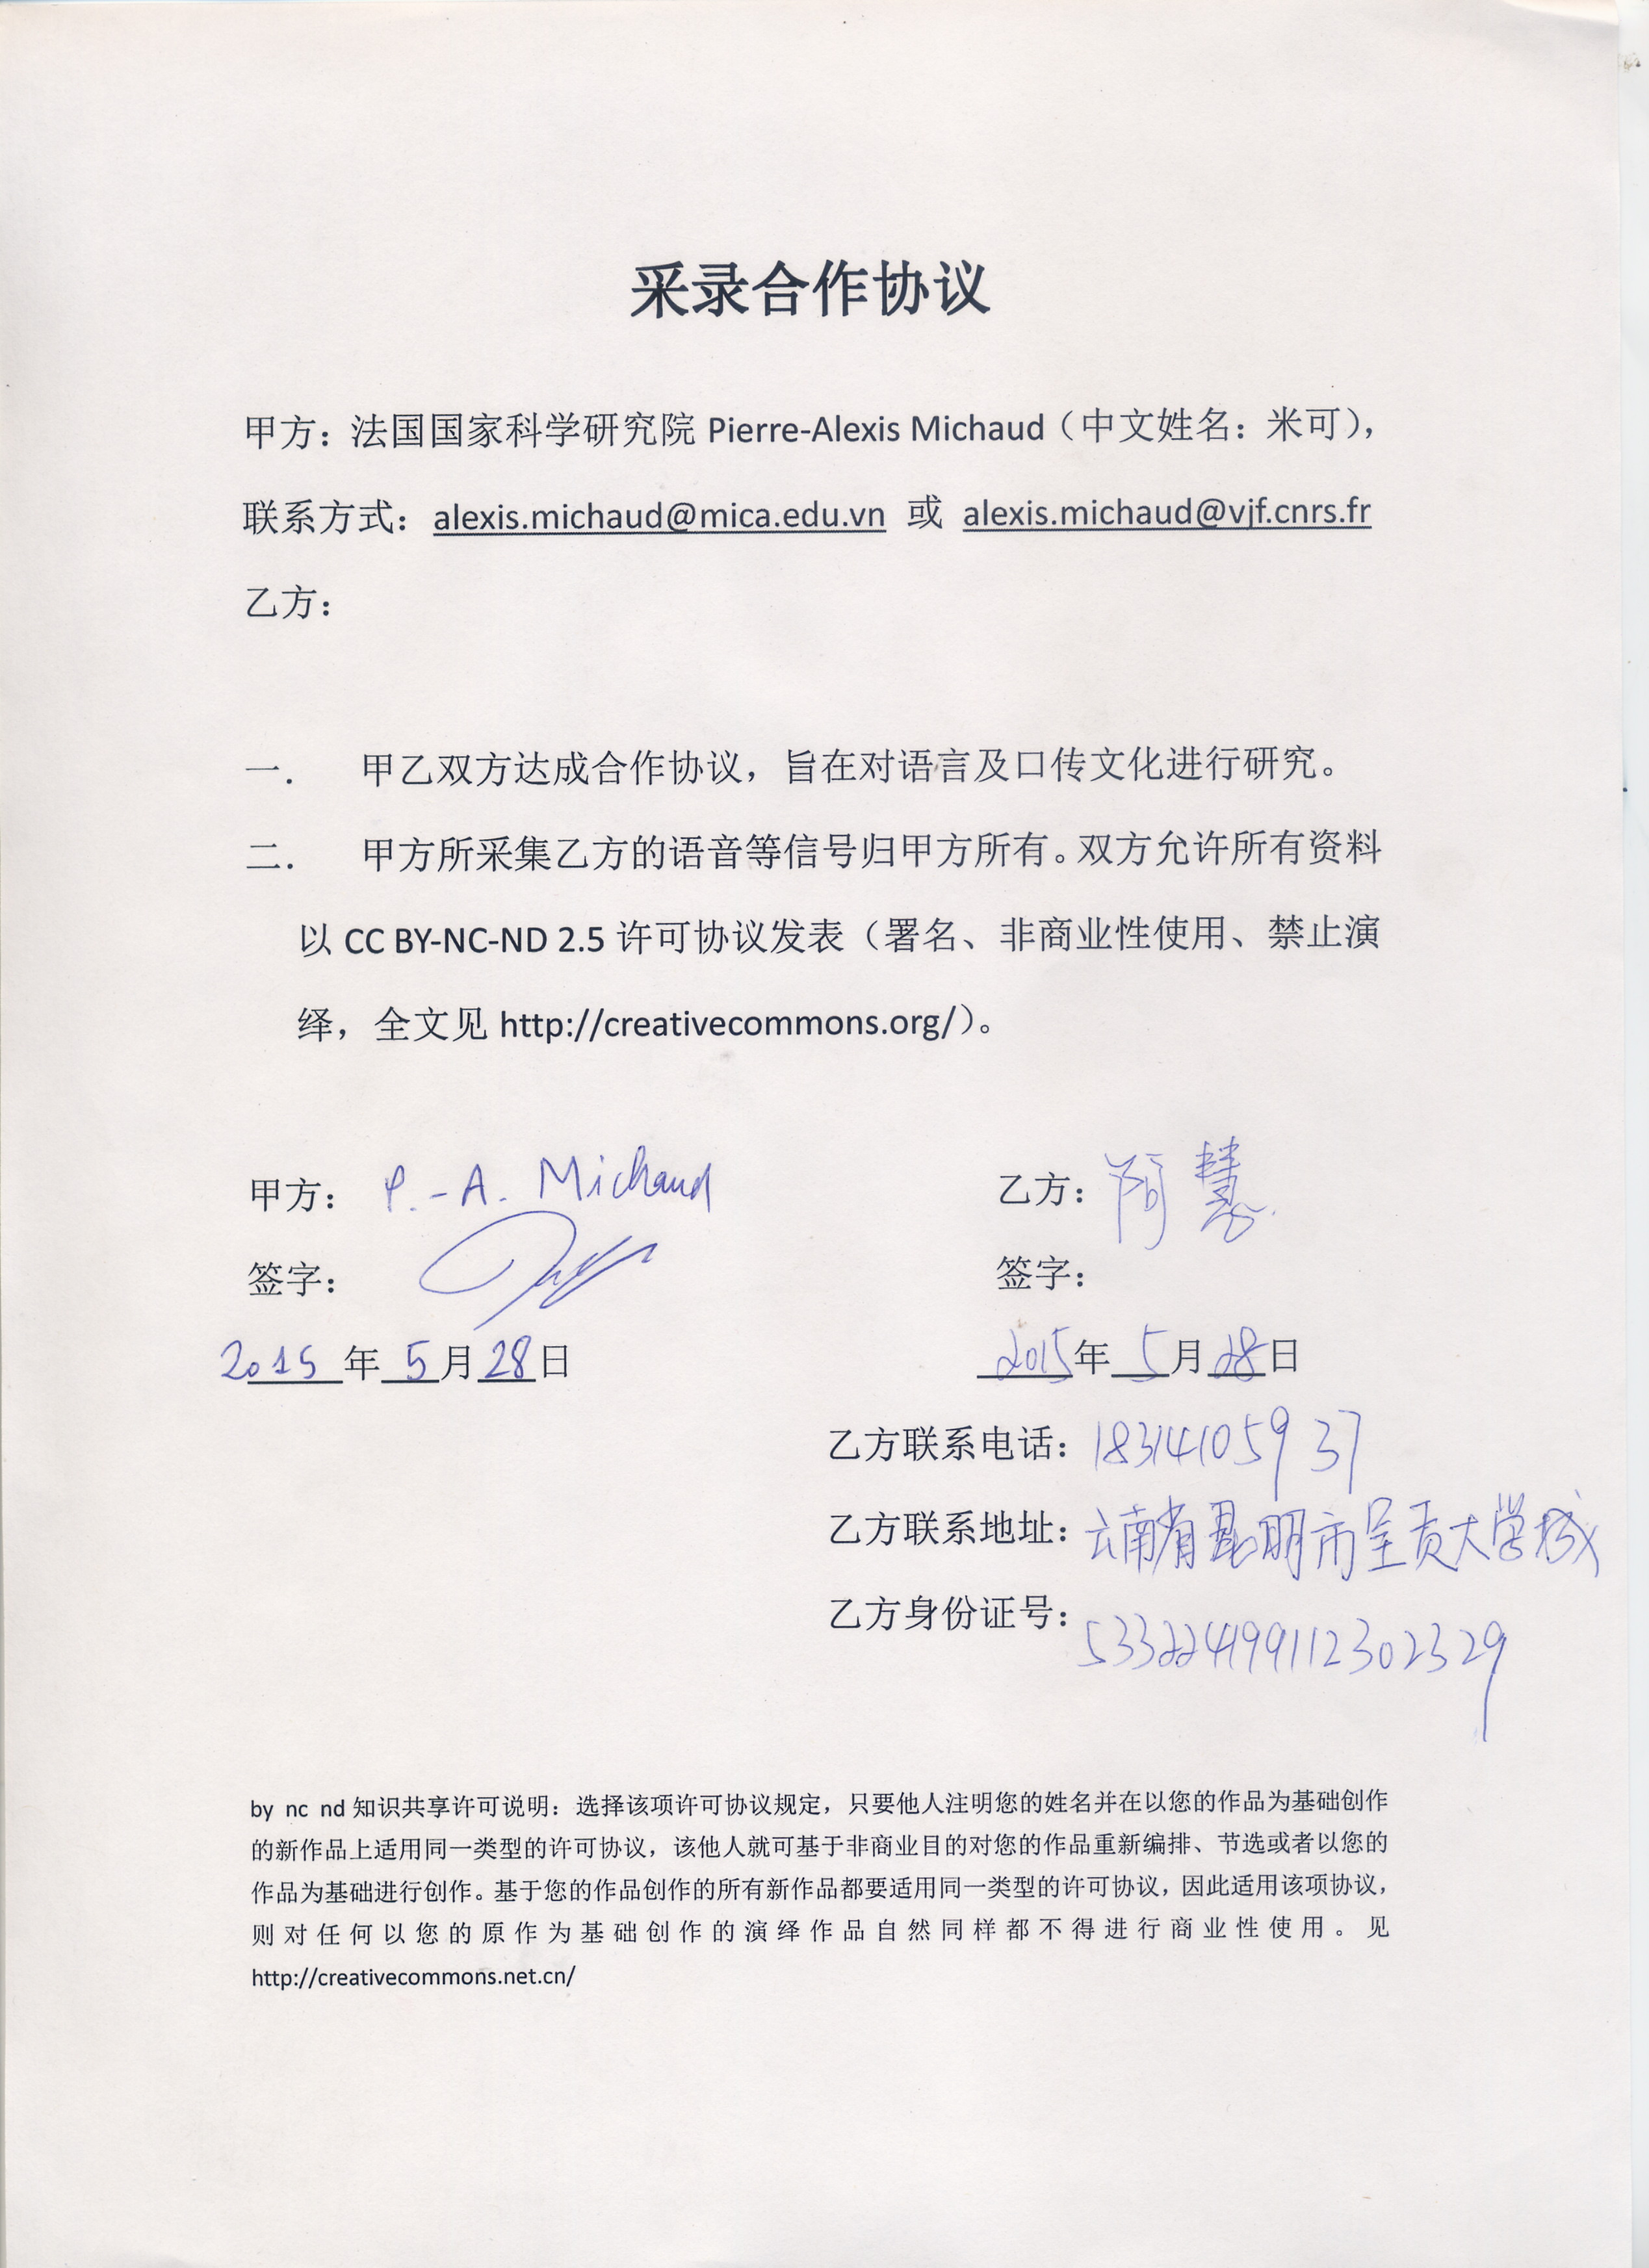 采录合作协议
甲方：法国国家科学研究院 Pierre-Alexis Michaud（中文姓名：米可），
联系方式：alexis.michaud@mica.edu.vn 或 alexis.michaud@vjf.cnrs.fr
乙方：
一． 甲乙双方达成合作协议，旨在对语言及口传文化进行研究。
二． 甲方所采集乙方的语音等信号归甲方所有。双方允许所有资料
以 CC BY-NC-ND 2.5 许可协议发表（署名、非商业性使用、禁止演
绎，全文见 http://creativecommons.org/）。
甲方： P.-A. Michaud
签字：
2015 年 5 月 28 日
乙方：阿慧
签字：
2015 年 5 月 28 日
乙方联系电话：18314105937
乙方联系地址：云南省昆明市呈贡大学城
乙方身份证号：533224199112302329
by nc nd 知识共享许可说明：选择该项许可协议规定，只要他人注明您的姓名并在以您的作品为基础创作
的新作品上适用同一类型的许可协议，该他人就可基于非商业目的对您的作品重新编排、节选或者以您的
作品为基础进行创作。基于您的作品创作的所有新作品都要适用同一类型的许可协议，因此适用该项协议，
则对任何以您的原作为基础创作的演绎作品自然同样都不得进行商业性使用。见
http://creativecommons.net.cn/